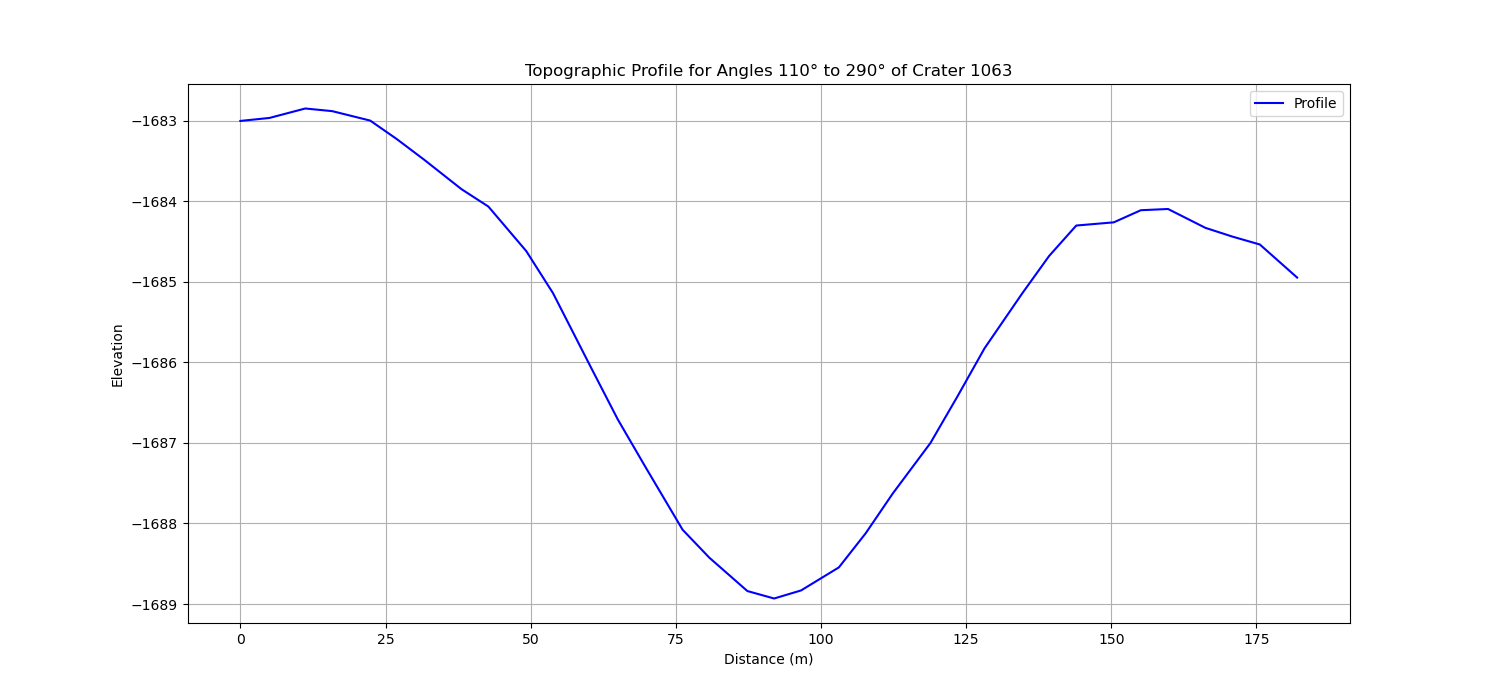 Topographic Profile for Angles 110° to 290° of Crater 1063
Profile
−1683
−1684
−1685
−1686
−1687
−1688
−1689
Elevation
0 25 50 75 100 125 150 175
Distance (m)